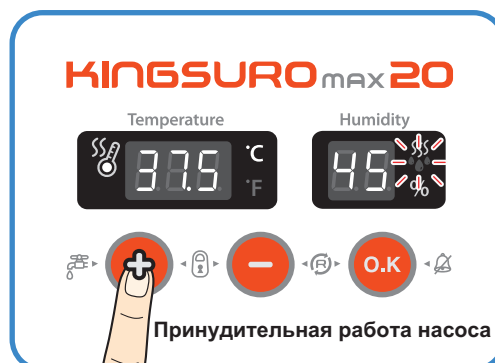 KINGSURO MAX 20
Temperature Humidity
37.5 °C 45
°F %
+ − R O.K
Принудительная работа насоса